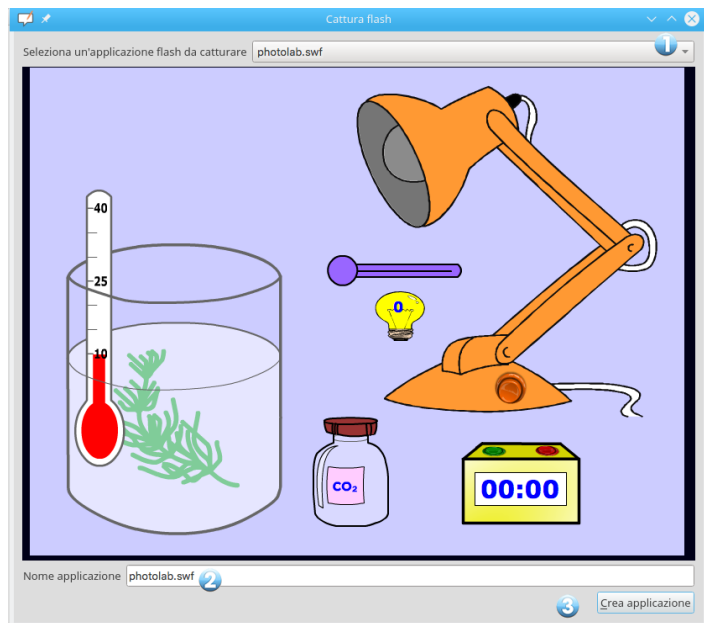 Cattura flash
Seleziona un'applicazione flash da catturare photolab.swf 1
40
25
10
0
CO₂
00:00
Nome applicazione photolab.swf 2
3 Crea applicazione